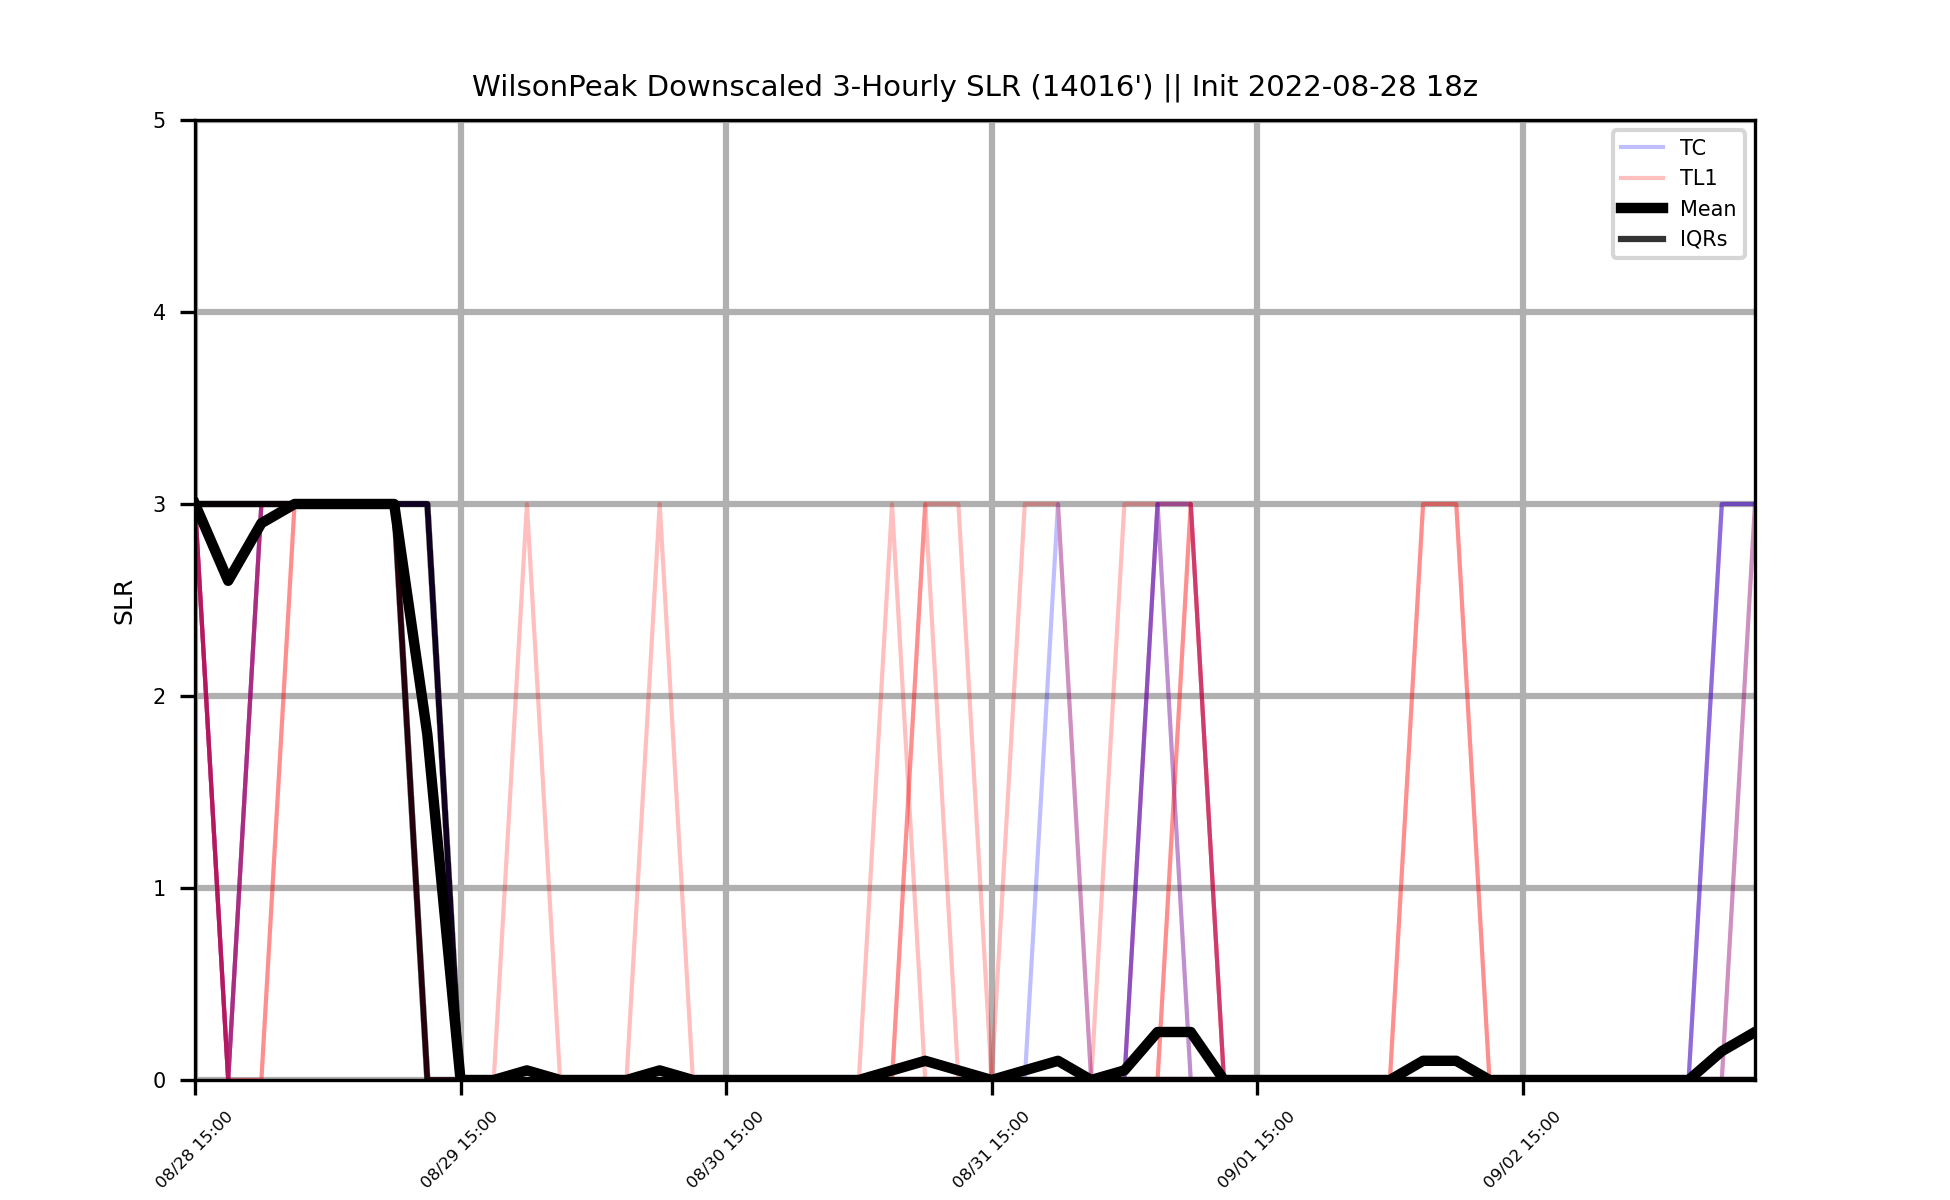 WilsonPeak Downscaled 3-Hourly SLR (14016') || Init 2022-08-28 18z
5
4
3
2
1
0
SLR
TC
TL1
Mean
IQRs
08/28 15:00
08/29 15:00
08/30 15:00
08/31 15:00
09/01 15:00
09/02 15:00